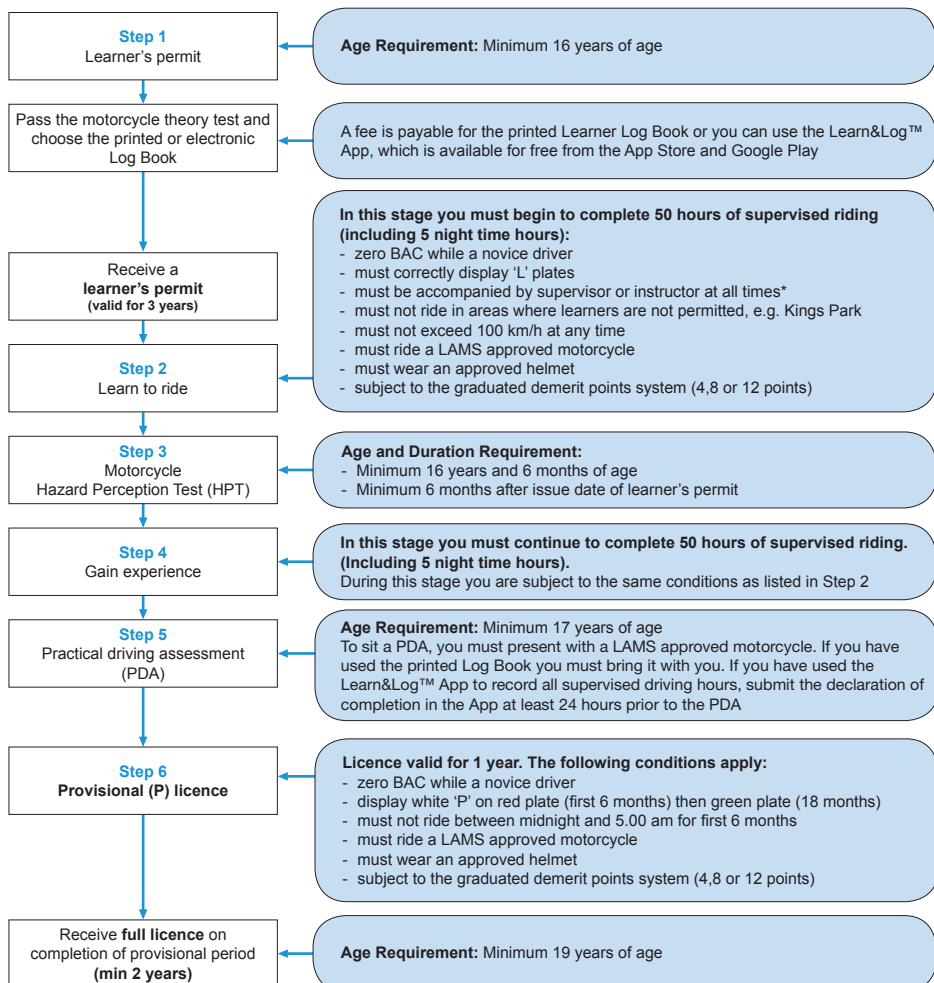 Step 1
Learner's permit
Age Requirement: Minimum 16 years of age
Pass the motorcycle theory test and
choose the printed or electronic
Log Book
A fee is payable for the printed Learner Log Book or you can use the Learn&Log™
App, which is available for free from the App Store and Google Play
Receive a
learner's permit
(valid for 3 years)
Step 2
Learn to ride
In this stage you must begin to complete 50 hours of supervised riding
(including 5 night time hours):
- zero BAC while a novice driver
- must correctly display 'L' plates
- must be accompanied by supervisor or instructor at all times*
- must not ride in areas where learners are not permitted, e.g. Kings Park
- must not exceed 100 km/h at any time
- must ride a LAMS approved motorcycle
- must wear an approved helmet
- subject to the graduated demerit points system (4,8 or 12 points)
Step 3
Motorcycle
Hazard Perception Test (HPT)
Age and Duration Requirement:
- Minimum 16 years and 6 months of age
- Minimum 6 months after issue date of learner's permit
Step 4
Gain experience
In this stage you must continue to complete 50 hours of supervised riding.
(Including 5 night time hours).
During this stage you are subject to the same conditions as listed in Step 2
Step 5
Practical driving assessment
(PDA)
Age Requirement: Minimum 17 years of age
To sit a PDA, you must present with a LAMS approved motorcycle. If you have
used the printed Log Book you must bring it with you. If you have used the
Learn&Log™ App to record all supervised driving hours, submit the declaration of
completion in the App at least 24 hours prior to the PDA
Step 6
Provisional (P) licence
Licence valid for 1 year. The following conditions apply:
- zero BAC while a novice driver
- display white 'P' on red plate (first 6 months) then green plate (18 months)
- must not ride between midnight and 5.00 am for first 6 months
- must ride a LAMS approved motorcycle
- must wear an approved helmet
- subject to the graduated demerit points system (4,8 or 12 points)
Receive full licence on
completion of provisional period
(min 2 years)
Age Requirement: Minimum 19 years of age